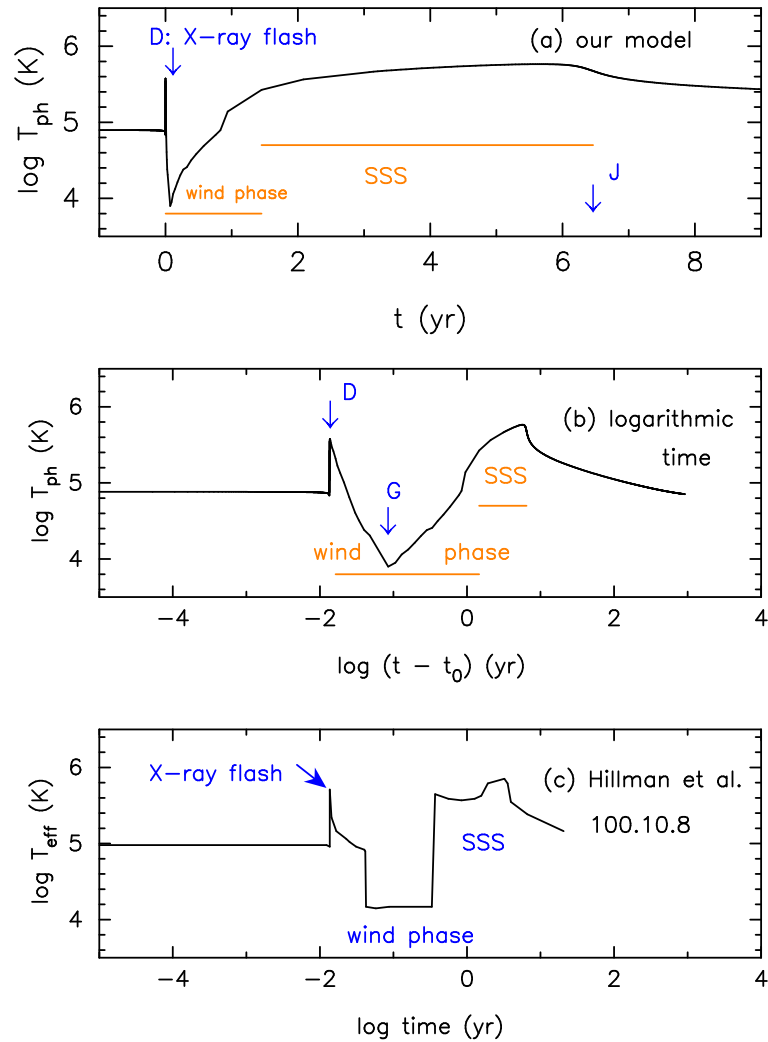 D: X-ray flash
(a) our model
6
5
4
log T_ph (K)
wind phase
SSS
J
0 2 4 6 8
t (yr)
D
(b) logarithmic
time
6
5
4
log T_ph (K)
G
SSS
wind phase
-4 -2 0 2 4
log (t - t_0) (yr)
X-ray flash
(c) Hillman et al.
100.10.8
6
5
4
log T_eff (K)
SSS
wind phase
-4 -2 0 2 4
log time (yr)